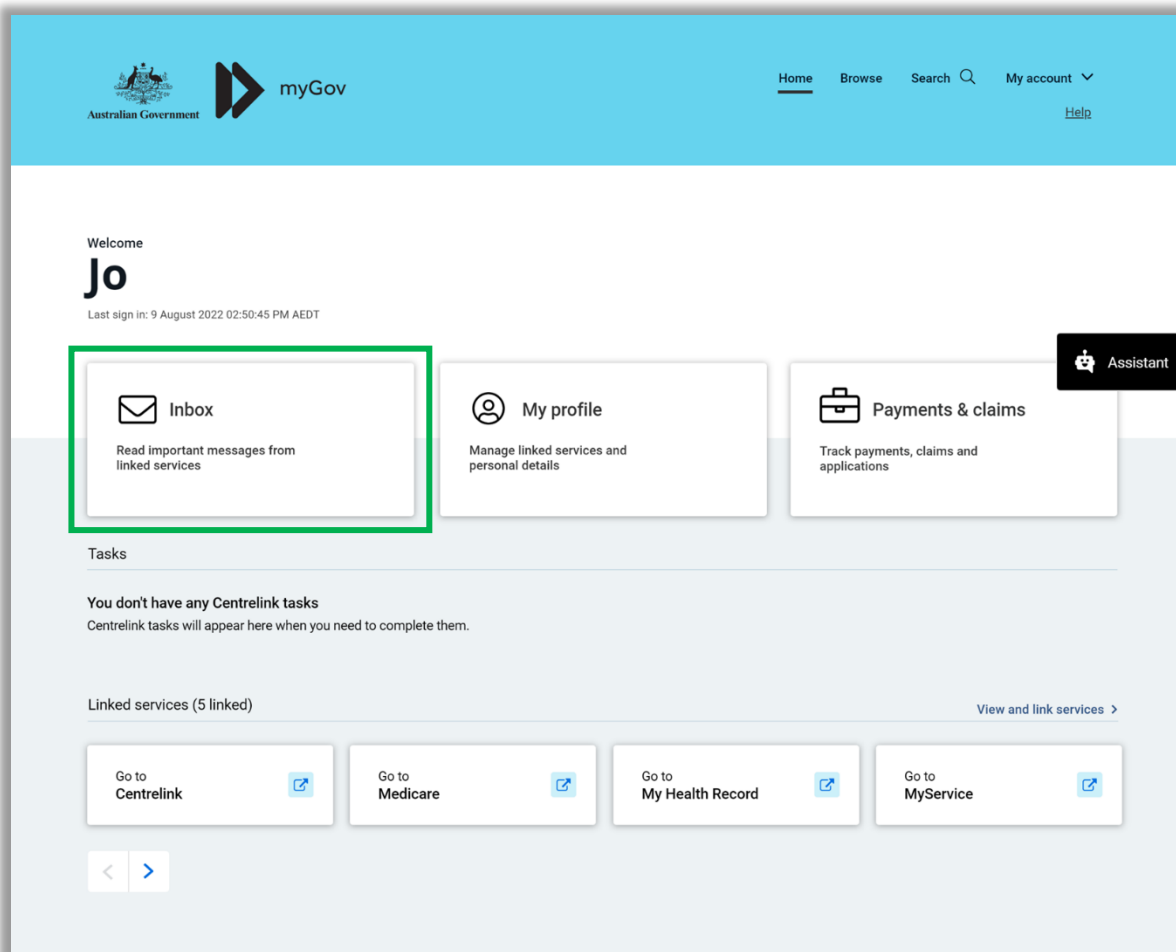 Australian Government
myGov
Home Browse Search My account
Help
Welcome
Jo
Last sign in: 9 August 2022 02:50:45 PM AEDT
Assistant
Inbox
Read important messages from
linked services
My profile
Manage linked services and
personal details
Payments & claims
Track payments, claims and
applications
Tasks
You don't have any Centrelink tasks
Centrelink tasks will appear here when you need to complete them.
Linked services (5 linked)
View and link services
Go to
Centrelink
Go to
Medicare
Go to
My Health Record
Go to
MyService